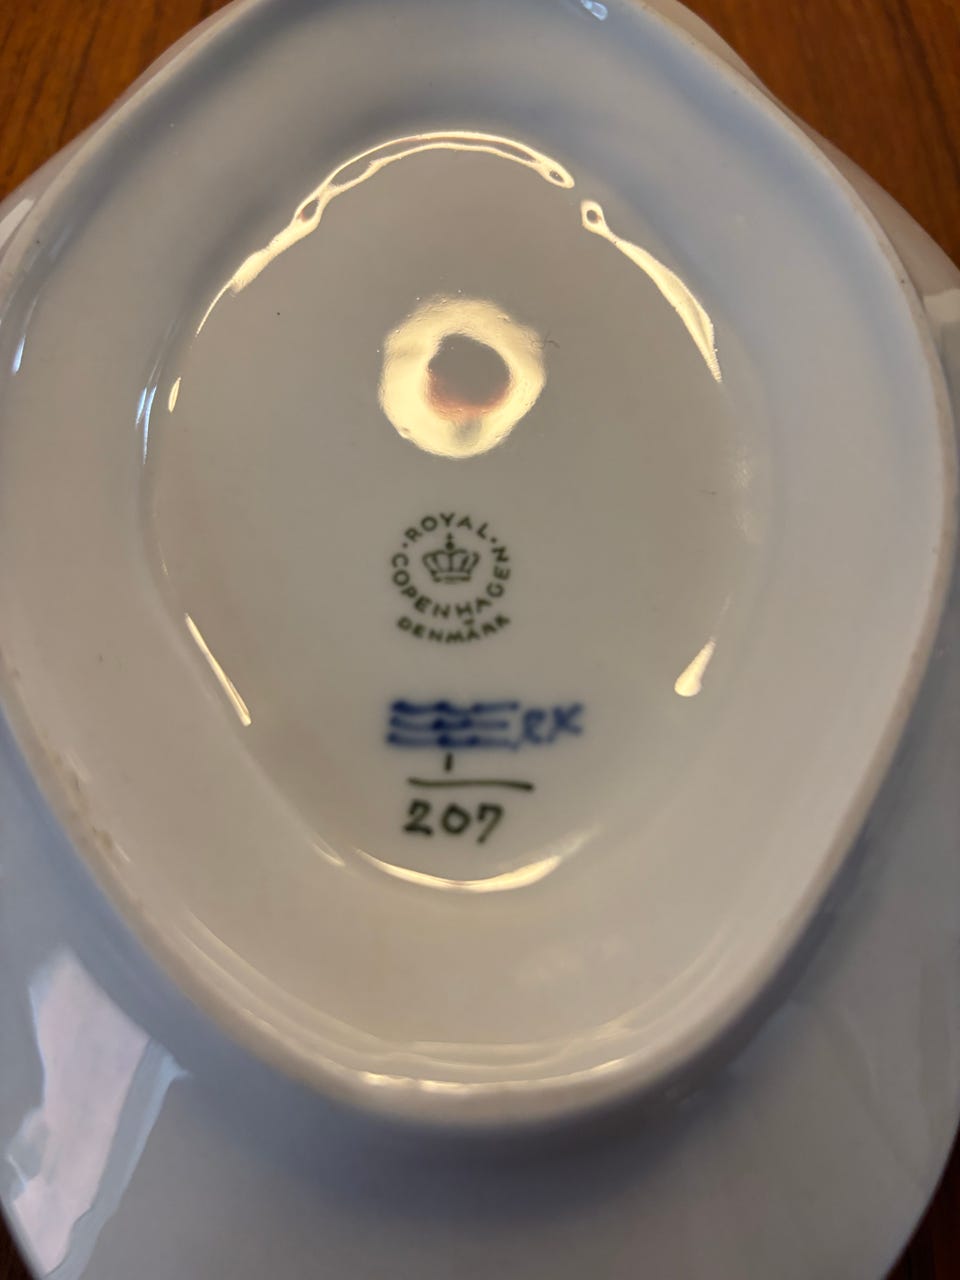 ROYAL
COPENHAGEN
DENMARK
RK
1
207